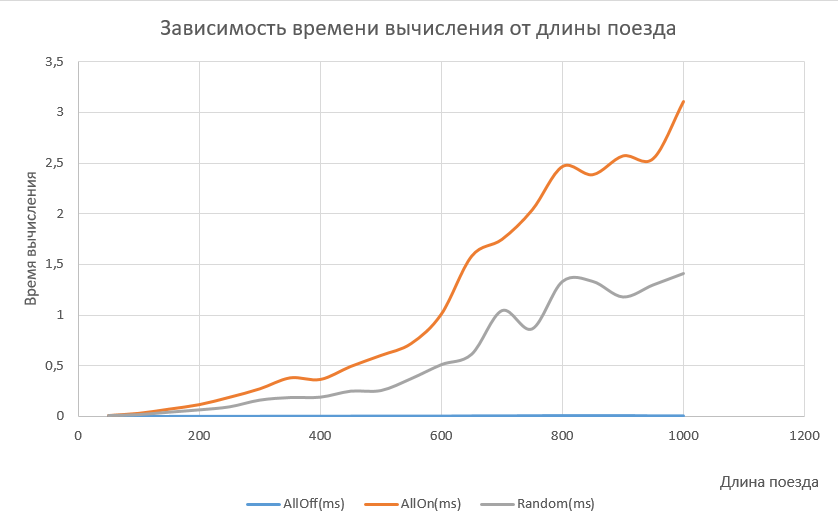 Зависимость времени вычисления от длины поезда
Время вычисления
3,5
3
2,5
2
1,5
1
0,5
0
0 200 400 600 800 1000 1200
Длина поезда
AllOff(ms) AllOn(ms) Random(ms)